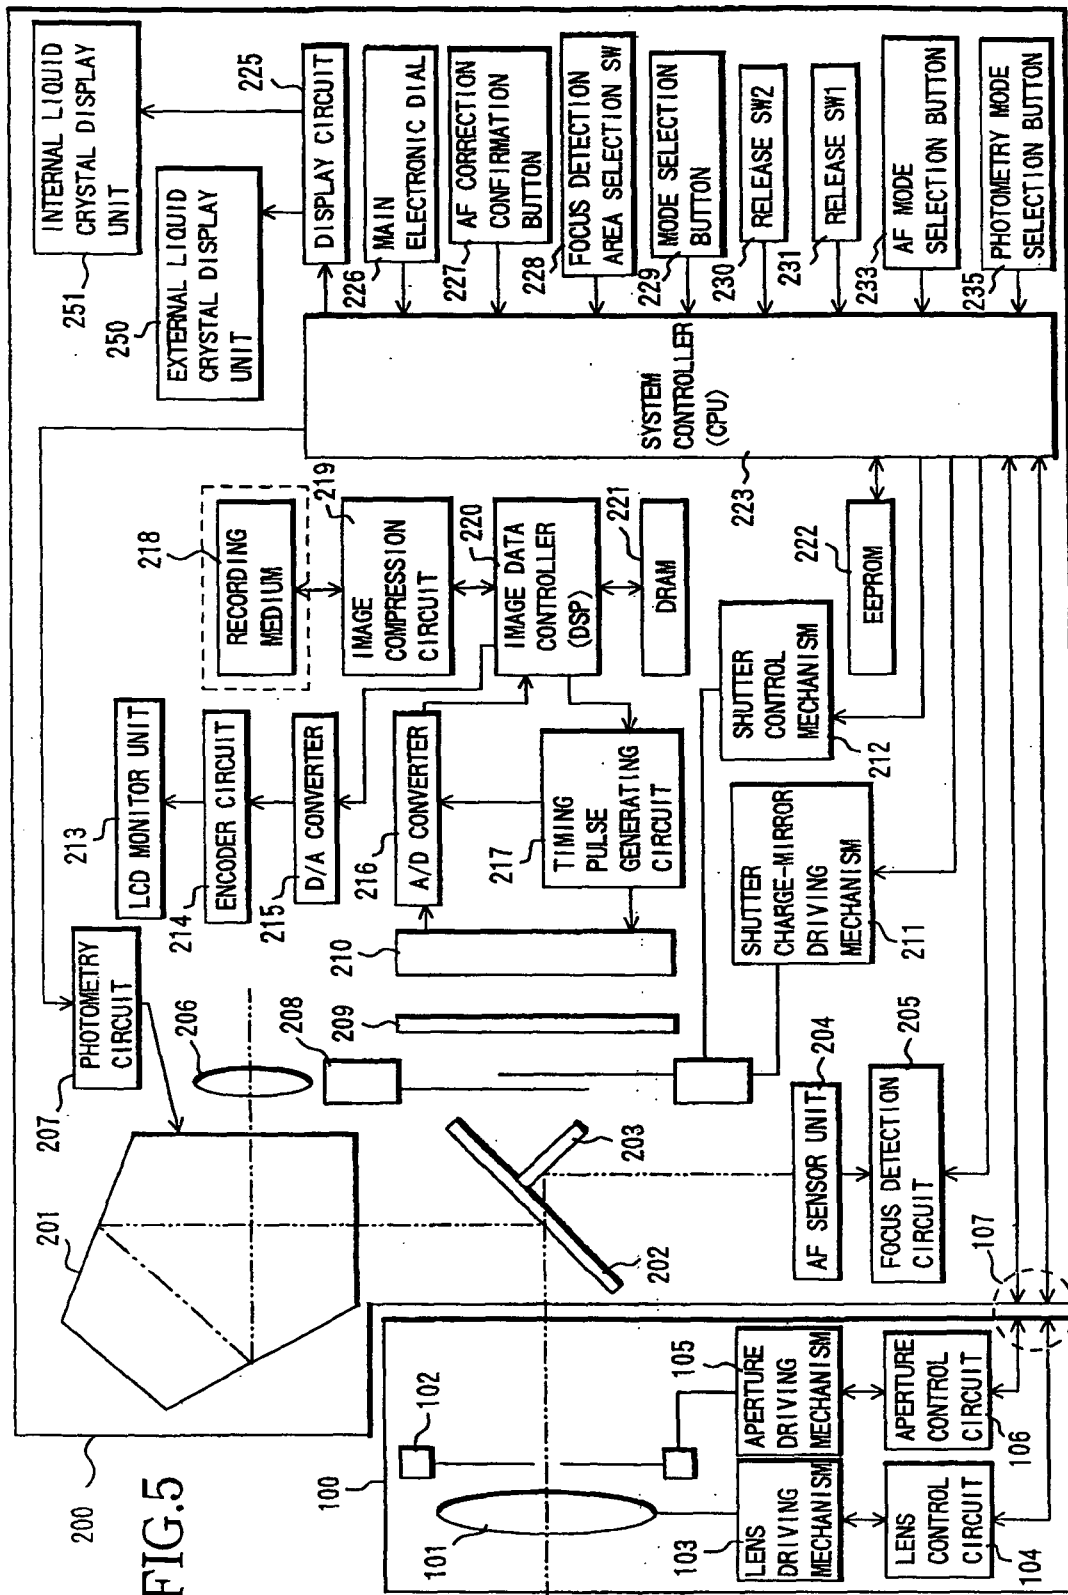 FIG.5
200
201
207
PHOTOMETRY
CIRCUIT
206
208
209
210
213
LCD MONITOR UNIT
214
ENCODER CIRCUIT
215
D/A CONVERTER
216
A/D CONVERTER
217
TIMING
PULSE
GENERATING
CIRCUIT
218
RECORDING
MEDIUM
219
IMAGE
COMPRESSION
CIRCUIT
220
IMAGE DATA
CONTROLLER
(DSP)
221
DRAM
222
EEPROM
223
SYSTEM
CONTROLLER
(CPU)
250
EXTERNAL LIQUID
CRYSTAL DISPLAY
UNIT
251
INTERNAL LIQUID
CRYSTAL DISPLAY
UNIT
225
DISPLAY CIRCUIT
226
MAIN
ELECTRONIC DIAL
227
AF CORRECTION
CONFIRMATION
BUTTON
228
FOCUS DETECTION
AREA SELECTION SW
229
MODE SELECTION
BUTTON
230
RELEASE SW2
231
RELEASE SW1
233
AF MODE
SELECTION BUTTON
235
PHOTOMETRY MODE
SELECTION BUTTON
SHUTTER
CONTROL
MECHANISM
212
SHUTTER
CHARGE-MIRROR
DRIVING
MECHANISM
211
202
203
204
AF SENSOR UNIT
205
FOCUS DETECTION
CIRCUIT
107
100
101
102
103
LENS
DRIVING
MECHANISM
105
APERTURE
DRIVING
MECHANISM
LENS
CONTROL
CIRCUIT
104
APERTURE
CONTROL
CIRCUIT
106